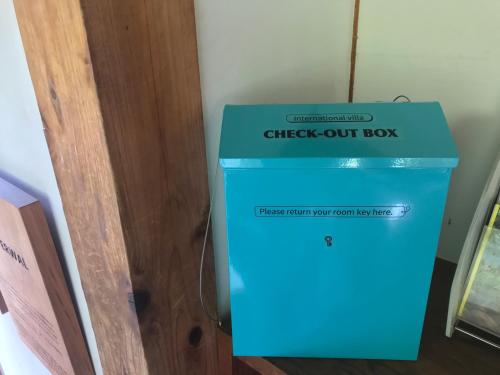 International villa
CHECK-OUT BOX
Please return your room key here.